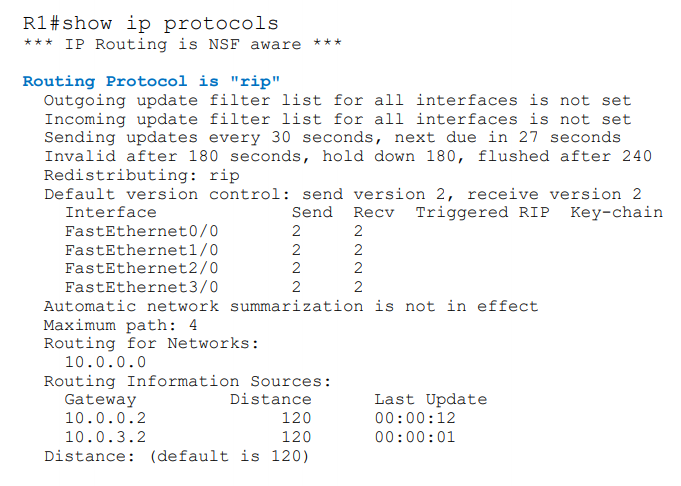 R1#show ip protocols
*** IP Routing is NSF aware ***
Routing Protocol is "rip"
Outgoing update filter list for all interfaces is not set
Incoming update filter list for all interfaces is not set
Sending updates every 30 seconds, next due in 27 seconds
Invalid after 180 seconds, hold down 180, flushed after 240
Redistributing: rip
Default version control: send version 2, receive version 2
Interface Send Recv Triggered RIP Key-chain
FastEthernet0/0 2 2
FastEthernet1/0 2 2
FastEthernet2/0 2 2
FastEthernet3/0 2 2
Automatic network summarization is not in effect
Maximum path: 4
Routing for Networks:
10.0.0.0
Routing Information Sources:
Gateway Distance Last Update
10.0.0.2 120 00:00:12
10.0.3.2 120 00:00:01
Distance: (default is 120)